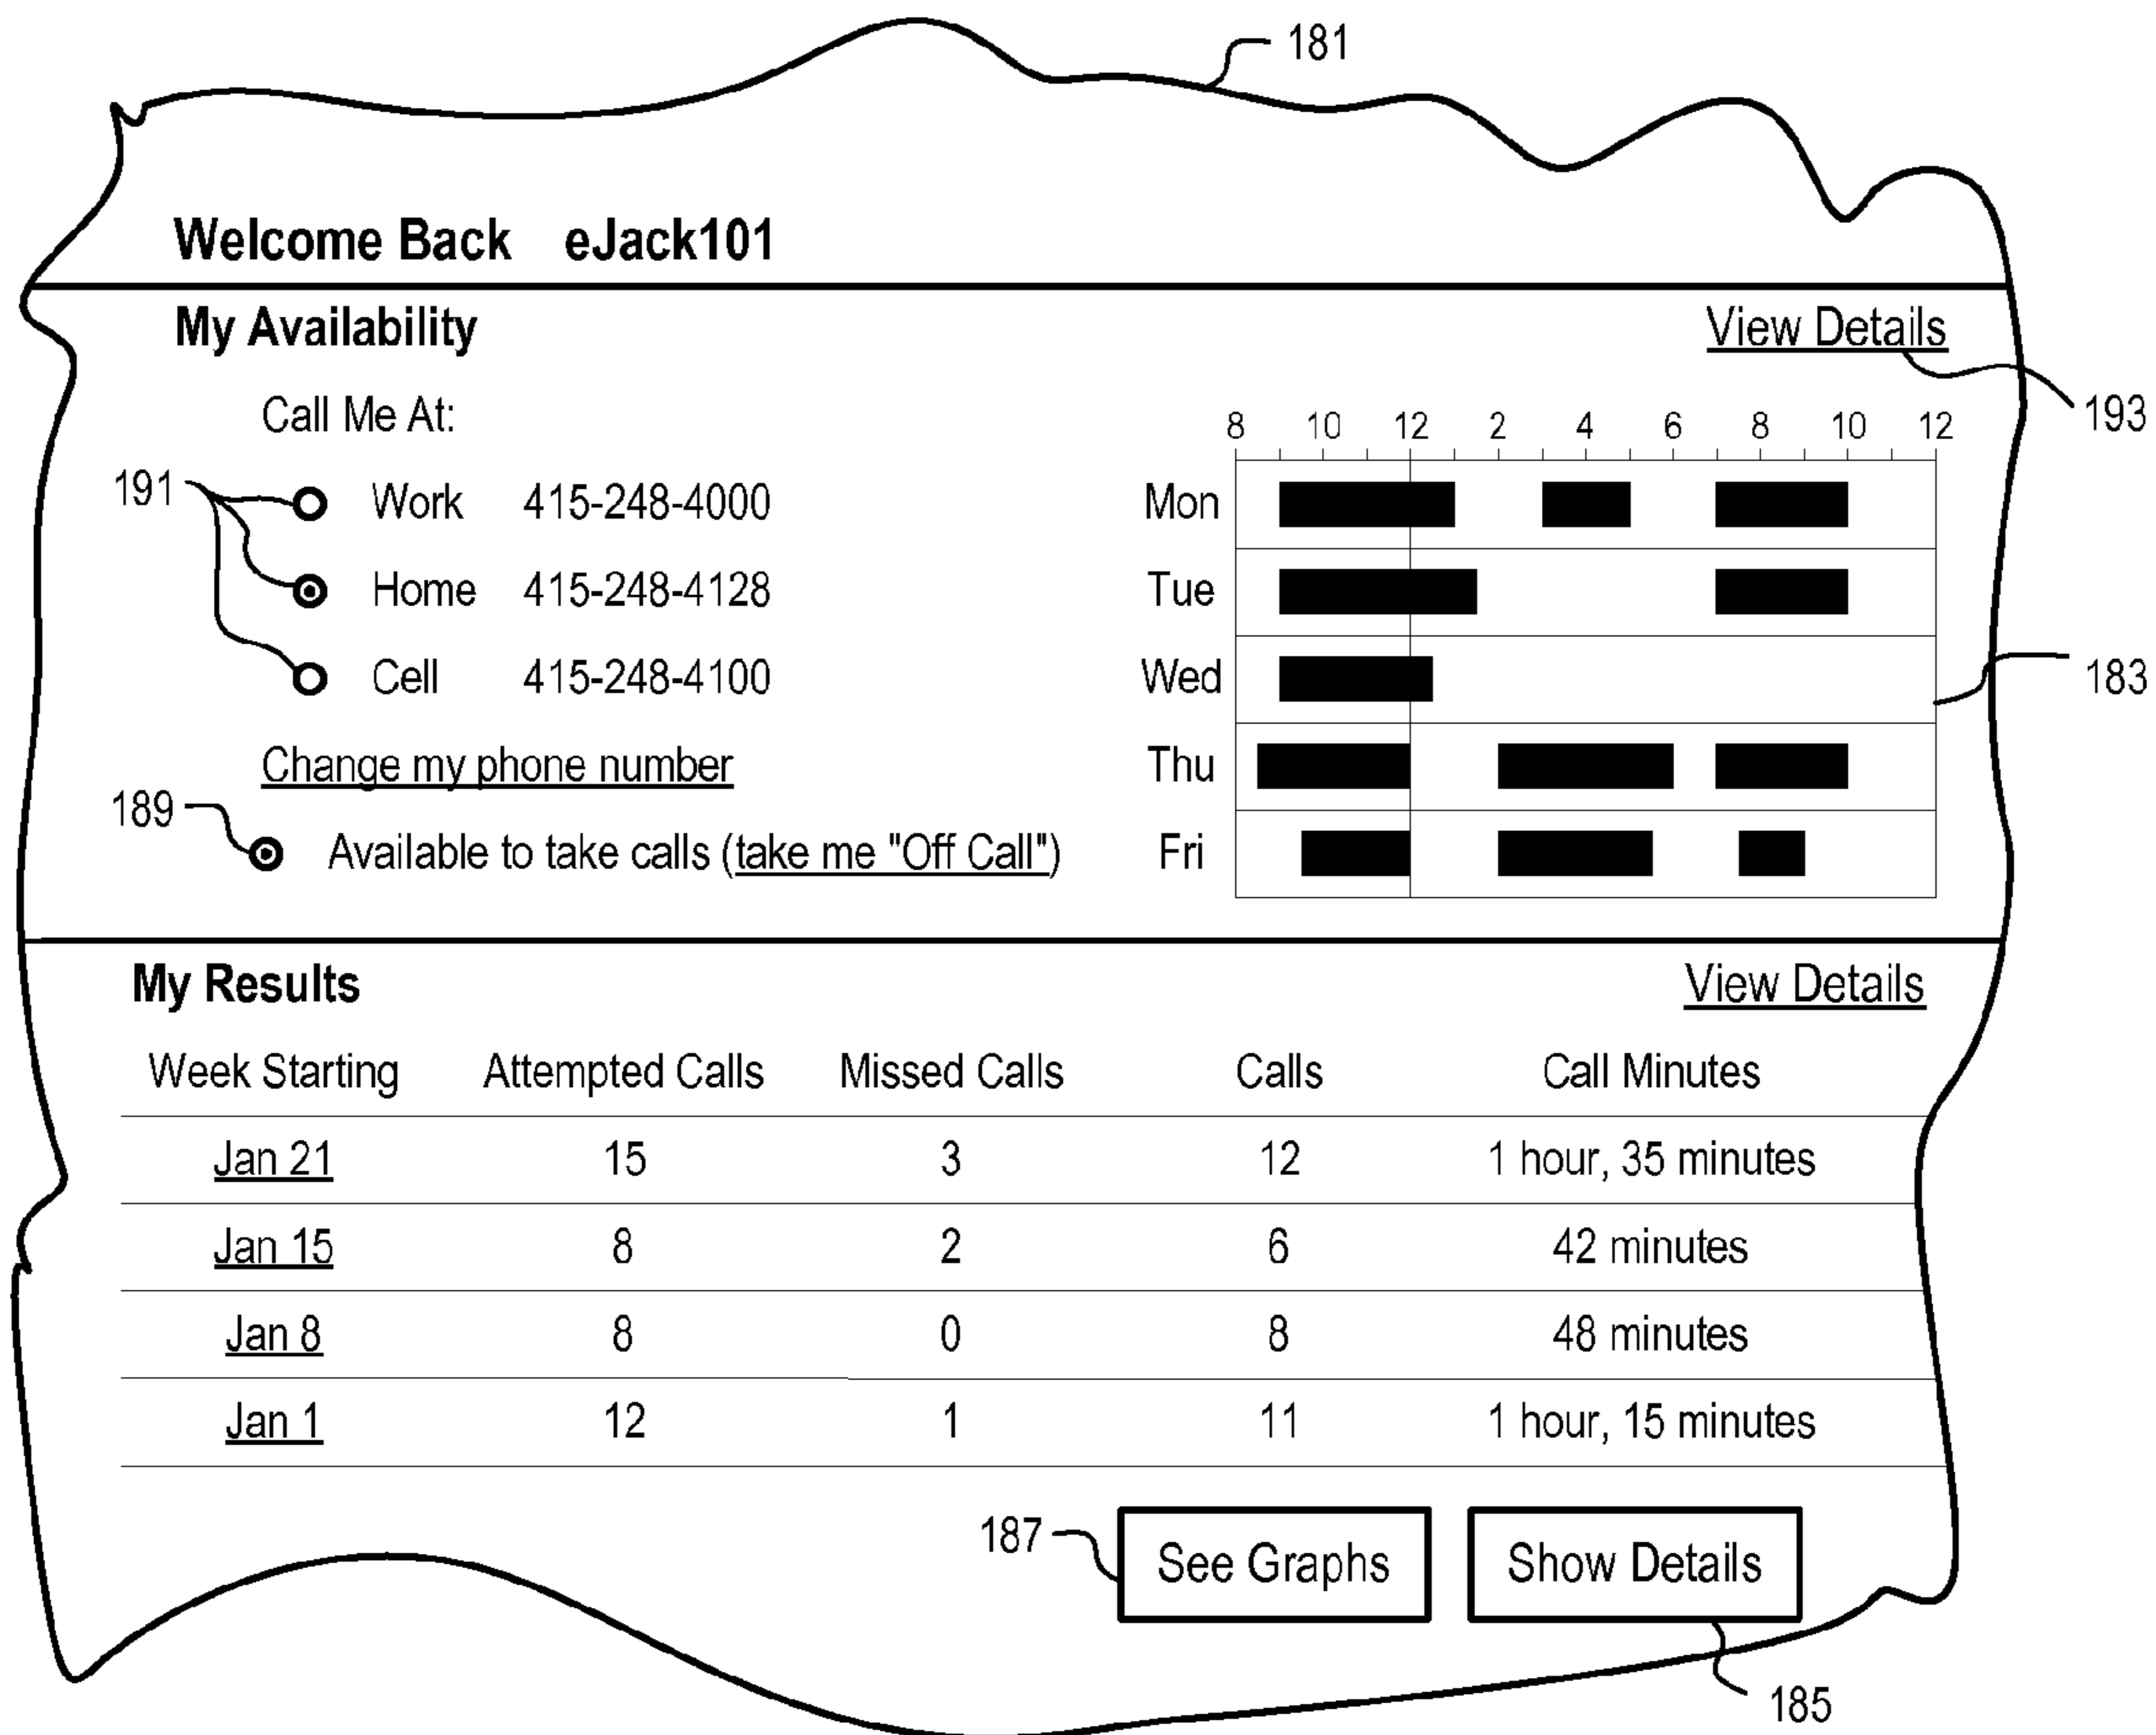 181
Welcome Back eJack101
My Availability View Details
193
Call Me At:
8 10 12 2 4 6 8 10 12
191 Work 415-248-4000 Mon
Home 415-248-4128 Tue
Cell 415-248-4100 Wed
183
Change my phone number Thu
189
Available to take calls (take me "Off Call") Fri
My Results View Details
Week Starting Attempted Calls Missed Calls Calls Call Minutes
Jan 21 15 3 12 1 hour, 35 minutes
Jan 15 8 2 6 42 minutes
Jan 8 8 0 8 48 minutes
Jan 1 12 1 11 1 hour, 15 minutes
187 See Graphs Show Details
185